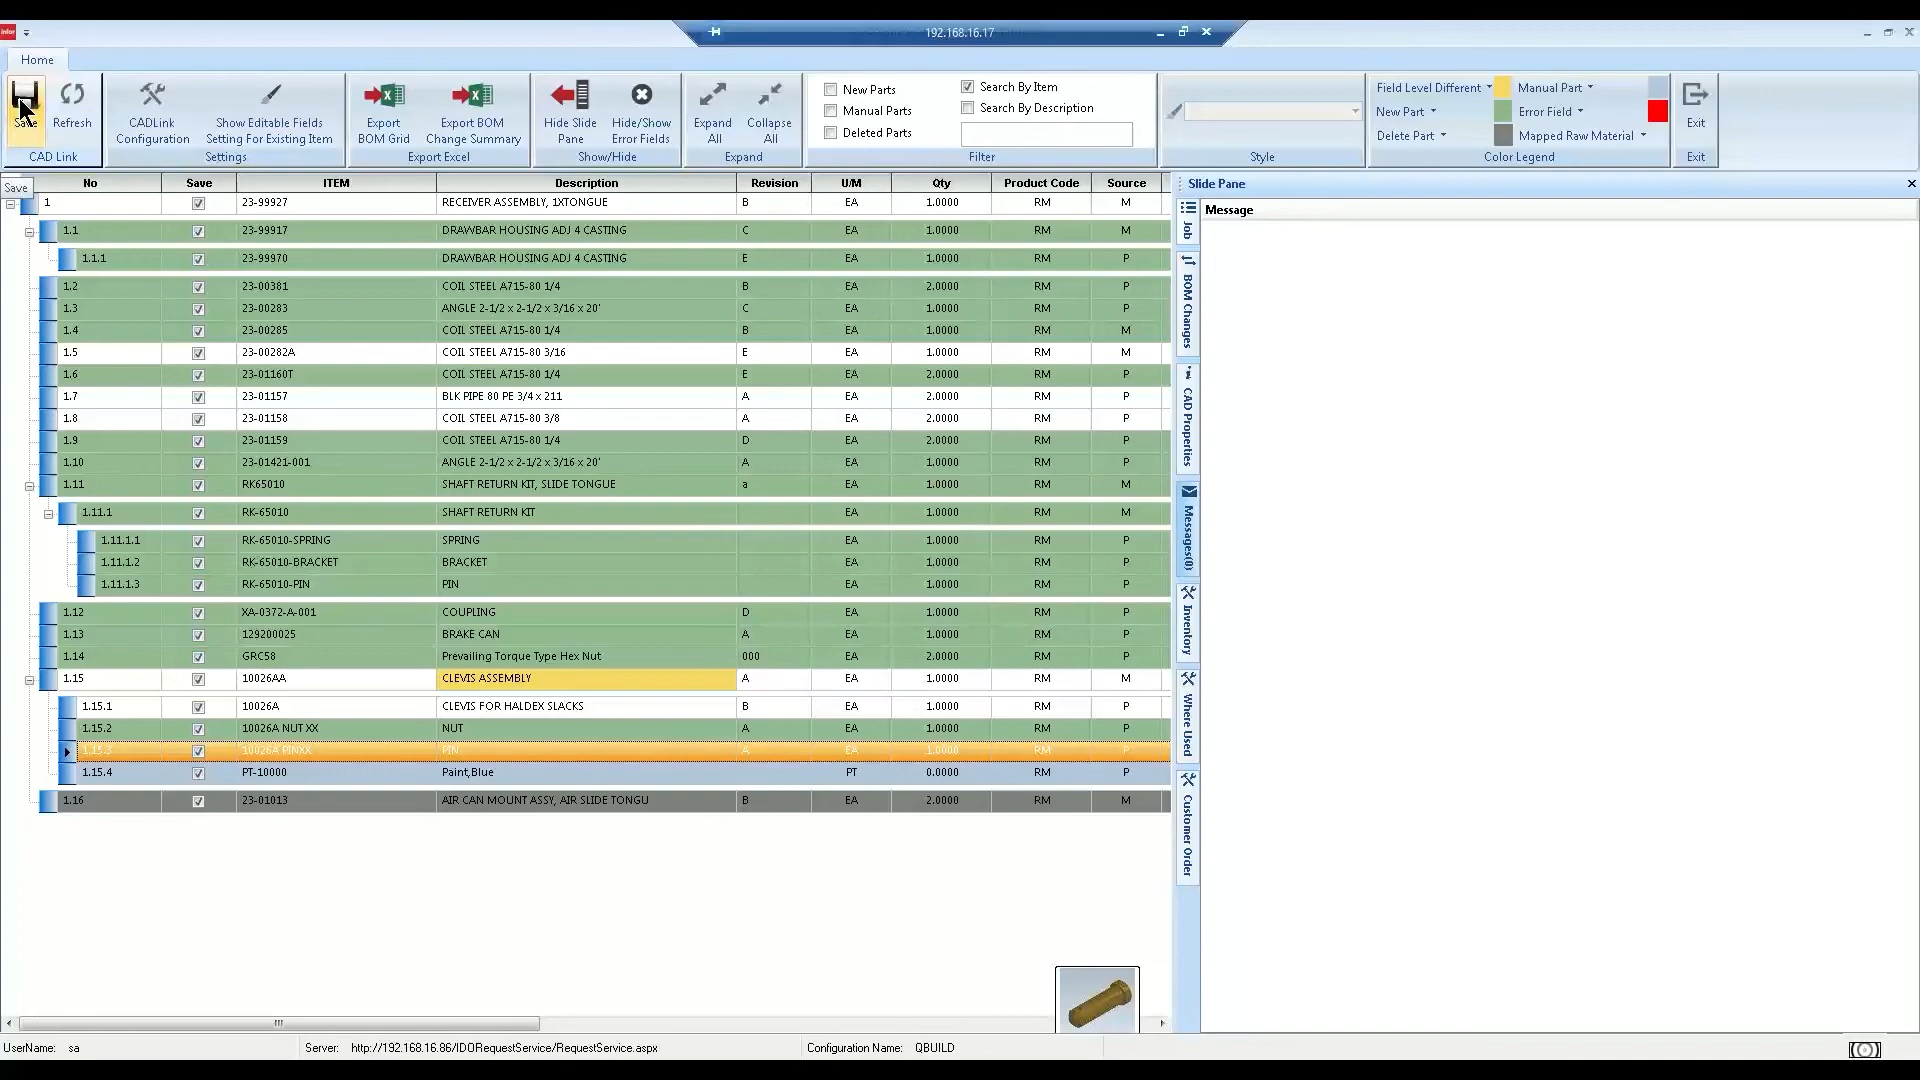 infor
192.168.16.17
Home
Save
Refresh
CADLink
Configuration
Show Editable Fields
Setting For Existing Item
Export
BOM Grid
Export BOM
Change Summary
Hide Slide
Pane
Hide/Show
Error Fields
Expand
All
Collapse
All
New Parts
Manual Parts
Deleted Parts
Search By Item
Search By Description
Field Level Different
Manual Part
New Part
Error Field
Delete Part
Mapped Raw Material
Exit
CAD Link
Settings
Export Excel
Show/Hide
Expand
Filter
Style
Color Legend
Exit
Save
No Save ITEM Description Revision U/M Qty Product Code Source
1 23-99927 RECEIVER ASSEMBLY, 1XTONGUE B EA 1.0000 RM M
1.1 23-99917 DRAWBAR HOUSING ADJ 4 CASTING C EA 1.0000 RM M
1.1.1 23-99970 DRAWBAR HOUSING ADJ 4 CASTING E EA 1.0000 RM P
1.2 23-00381 COIL STEEL A715-80 1/4 B EA 2.0000 RM P
1.3 23-00283 ANGLE 2-1/2 x 2-1/2 x 3/16 x 20' C EA 1.0000 RM P
1.4 23-00285 COIL STEEL A715-80 1/4 B EA 1.0000 RM M
1.5 23-00282A COIL STEEL A715-80 3/16 E EA 1.0000 RM M
1.6 23-01160T COIL STEEL A715-80 1/4 E EA 2.0000 RM P
1.7 23-01157 BLK PIPE 80 PE 3/4 x 211 A EA 2.0000 RM P
1.8 23-01158 COIL STEEL A715-80 3/8 A EA 2.0000 RM P
1.9 23-01159 COIL STEEL A715-80 1/4 D EA 2.0000 RM P
1.10 23-01421-001 ANGLE 2-1/2 x 2-1/2 x 3/16 x 20' A EA 1.0000 RM P
1.11 RK65010 SHAFT RETURN KIT, SLIDE TONGUE a EA 1.0000 RM M
1.11.1 RK-65010 SHAFT RETURN KIT EA 1.0000 RM M
1.11.1.1 RK-65010-SPRING SPRING EA 1.0000 RM P
1.11.1.2 RK-65010-BRACKET BRACKET EA 1.0000 RM P
1.11.1.3 RK-65010-PIN PIN EA 1.0000 RM P
1.12 XA-0372-A-001 COUPLING D EA 1.0000 RM P
1.13 129200025 BRAKE CAN A EA 1.0000 RM P
1.14 GRC58 Prevailing Torque Type Hex Nut 000 EA 2.0000 RM P
1.15 10026AA CLEVIS ASSEMBLY A EA 1.0000 RM M
1.15.1 10026A CLEVIS FOR HALDEX SLACKS B EA 1.0000 RM P
1.15.2 10026A NUT XX NUT A EA 1.0000 RM P
1.15.3 10026A PINXX PIN A EA 1.0000 RM P
1.15.4 PT-10000 Paint,Blue PT 0.0000 RM P
1.16 23-01013 AIR CAN MOUNT ASSY, AIR SLIDE TONGU B EA 2.0000 RM M
Slide Pane
Message
Job
BOM Changes
CAD Properties
Messages(0)
Inventory
Where Used
Customer Order
UserName: sa
Server: http://192.168.16.86/IDORequestService/RequestService.aspx
Configuration Name: QBUILD